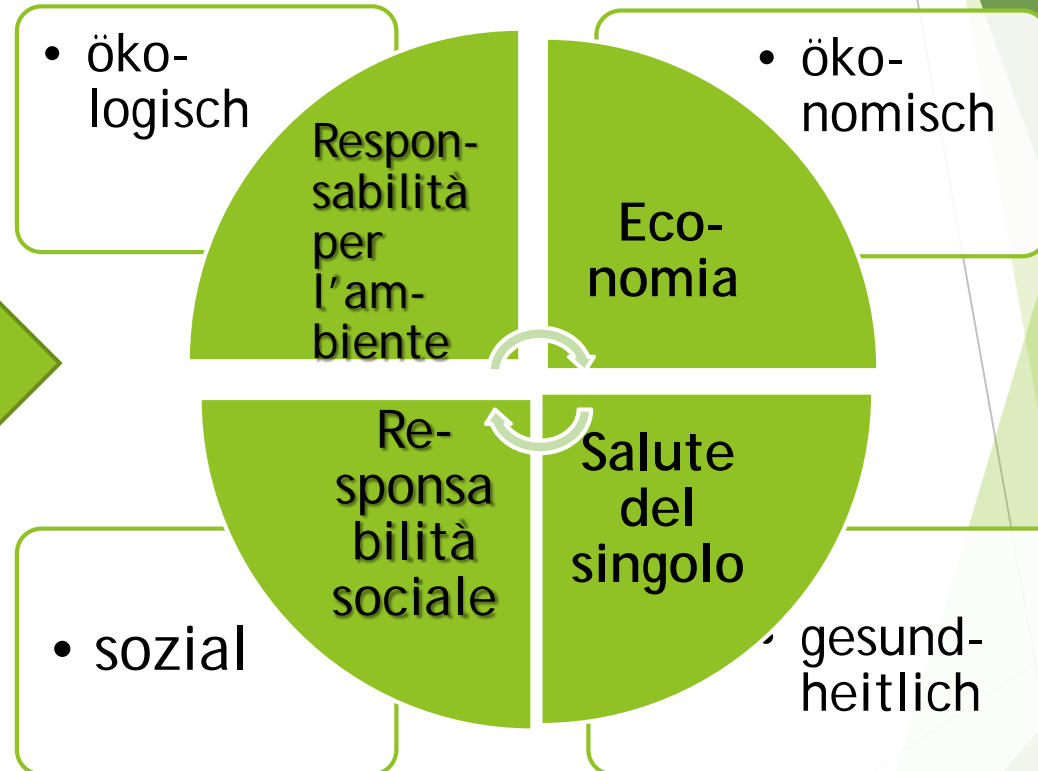 • öko-
logisch
Respon-
sabilità
per
l'am-
biente
• öko-
nomisch
Eco-
nomia
Re-
sponsa
bilità
sociale
• sozial
Salute
del
singolo
• gesund-
heitlich